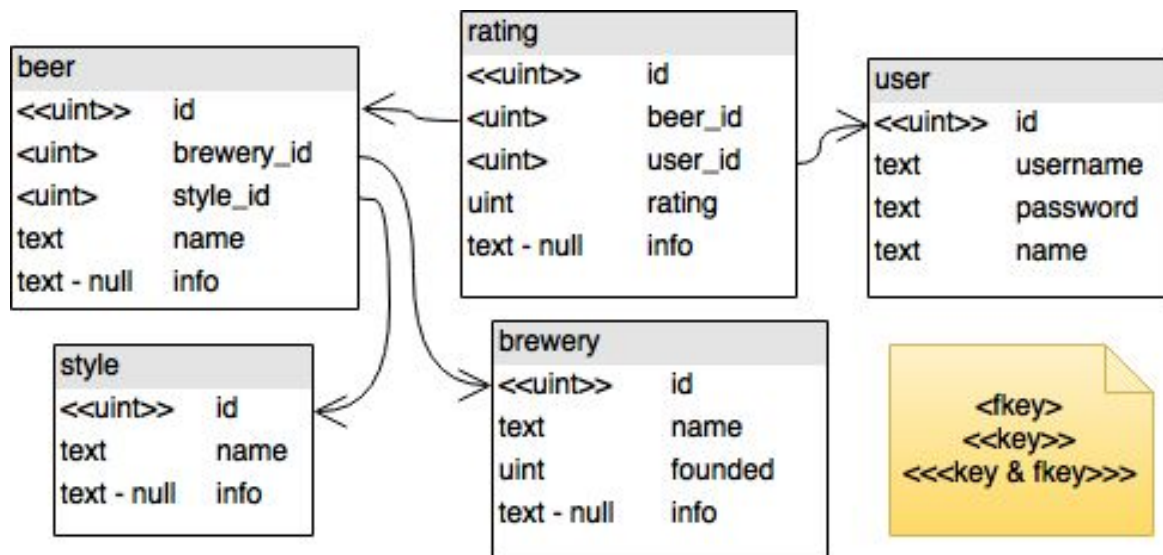 beer
<<uint>> id
<uint> brewery_id
<uint> style_id
text name
text - null info
rating
<<uint>> id
<uint> beer_id
<uint> user_id
uint rating
text - null info
user
<<uint>> id
text username
text password
text name
style
<<uint>> id
text name
text - null info
brewery
<<uint>> id
text name
uint founded
text - null info
<fkey>
<<key>>
<<<key & fkey>>>